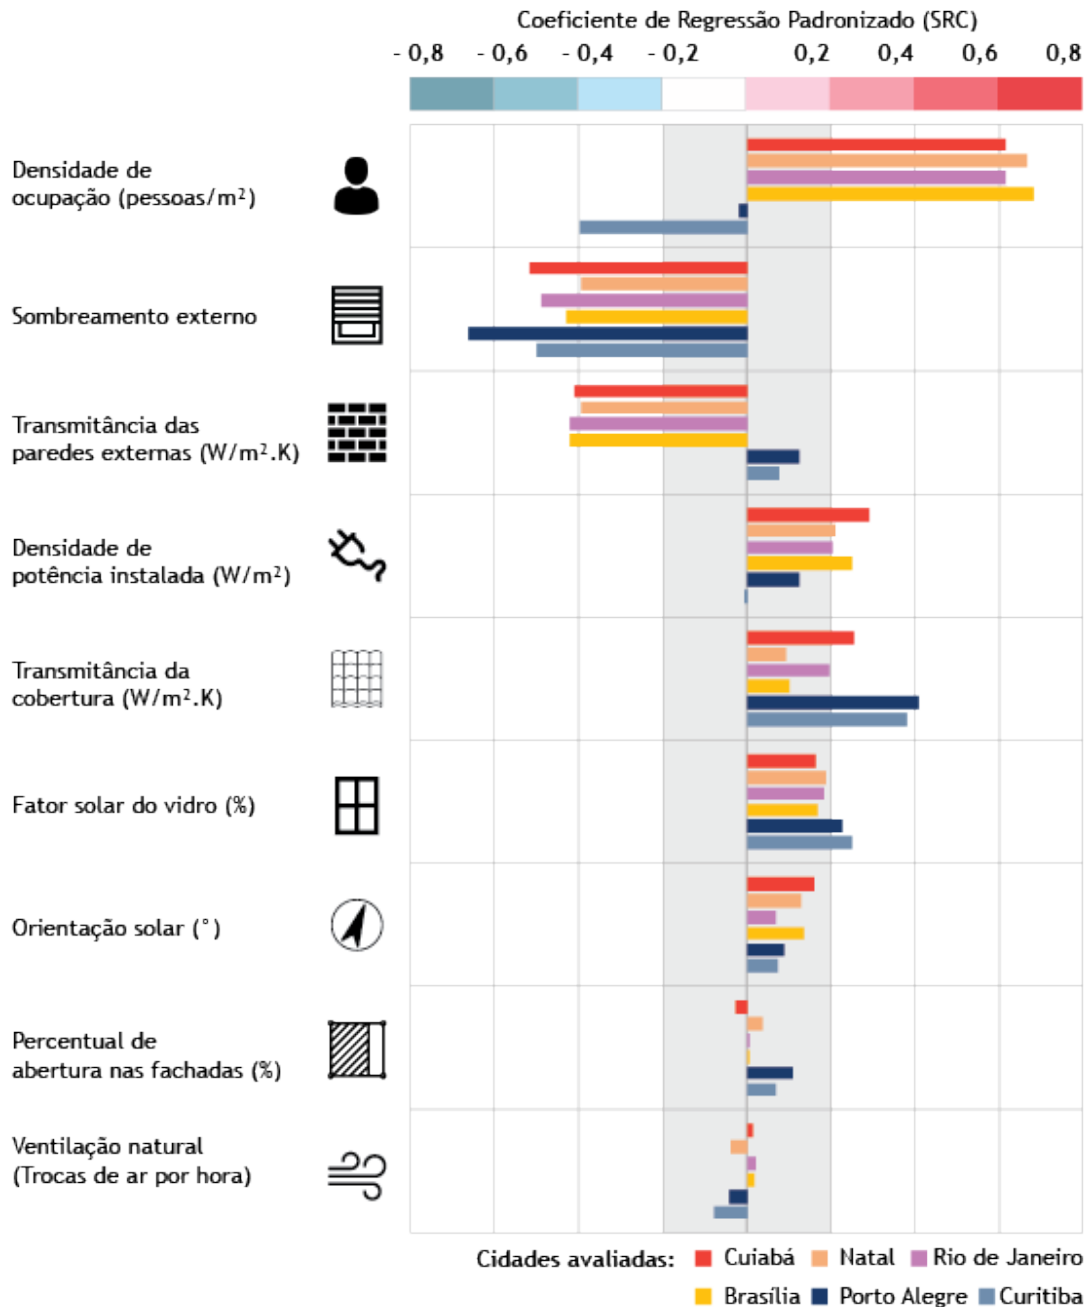 Coeficiente de Regressão Padronizado (SRC)
- 0,8 - 0,6 - 0,4 - 0,2 0,2 0,4 0,6 0,8
Densidade de
ocupação (pessoas/m²)
Sombreamento externo
Transmitância das
paredes externas (W/m².K)
Densidade de
potência instalada (W/m²)
Transmitância da
cobertura (W/m².K)
Fator solar do vidro (%)
Orientação solar (°)
Percentual de
abertura nas fachadas (%)
Ventilação natural
(Trocas de ar por hora)
Cidades avaliadas: Cuiabá Natal Rio de Janeiro
Brasília Porto Alegre Curitiba